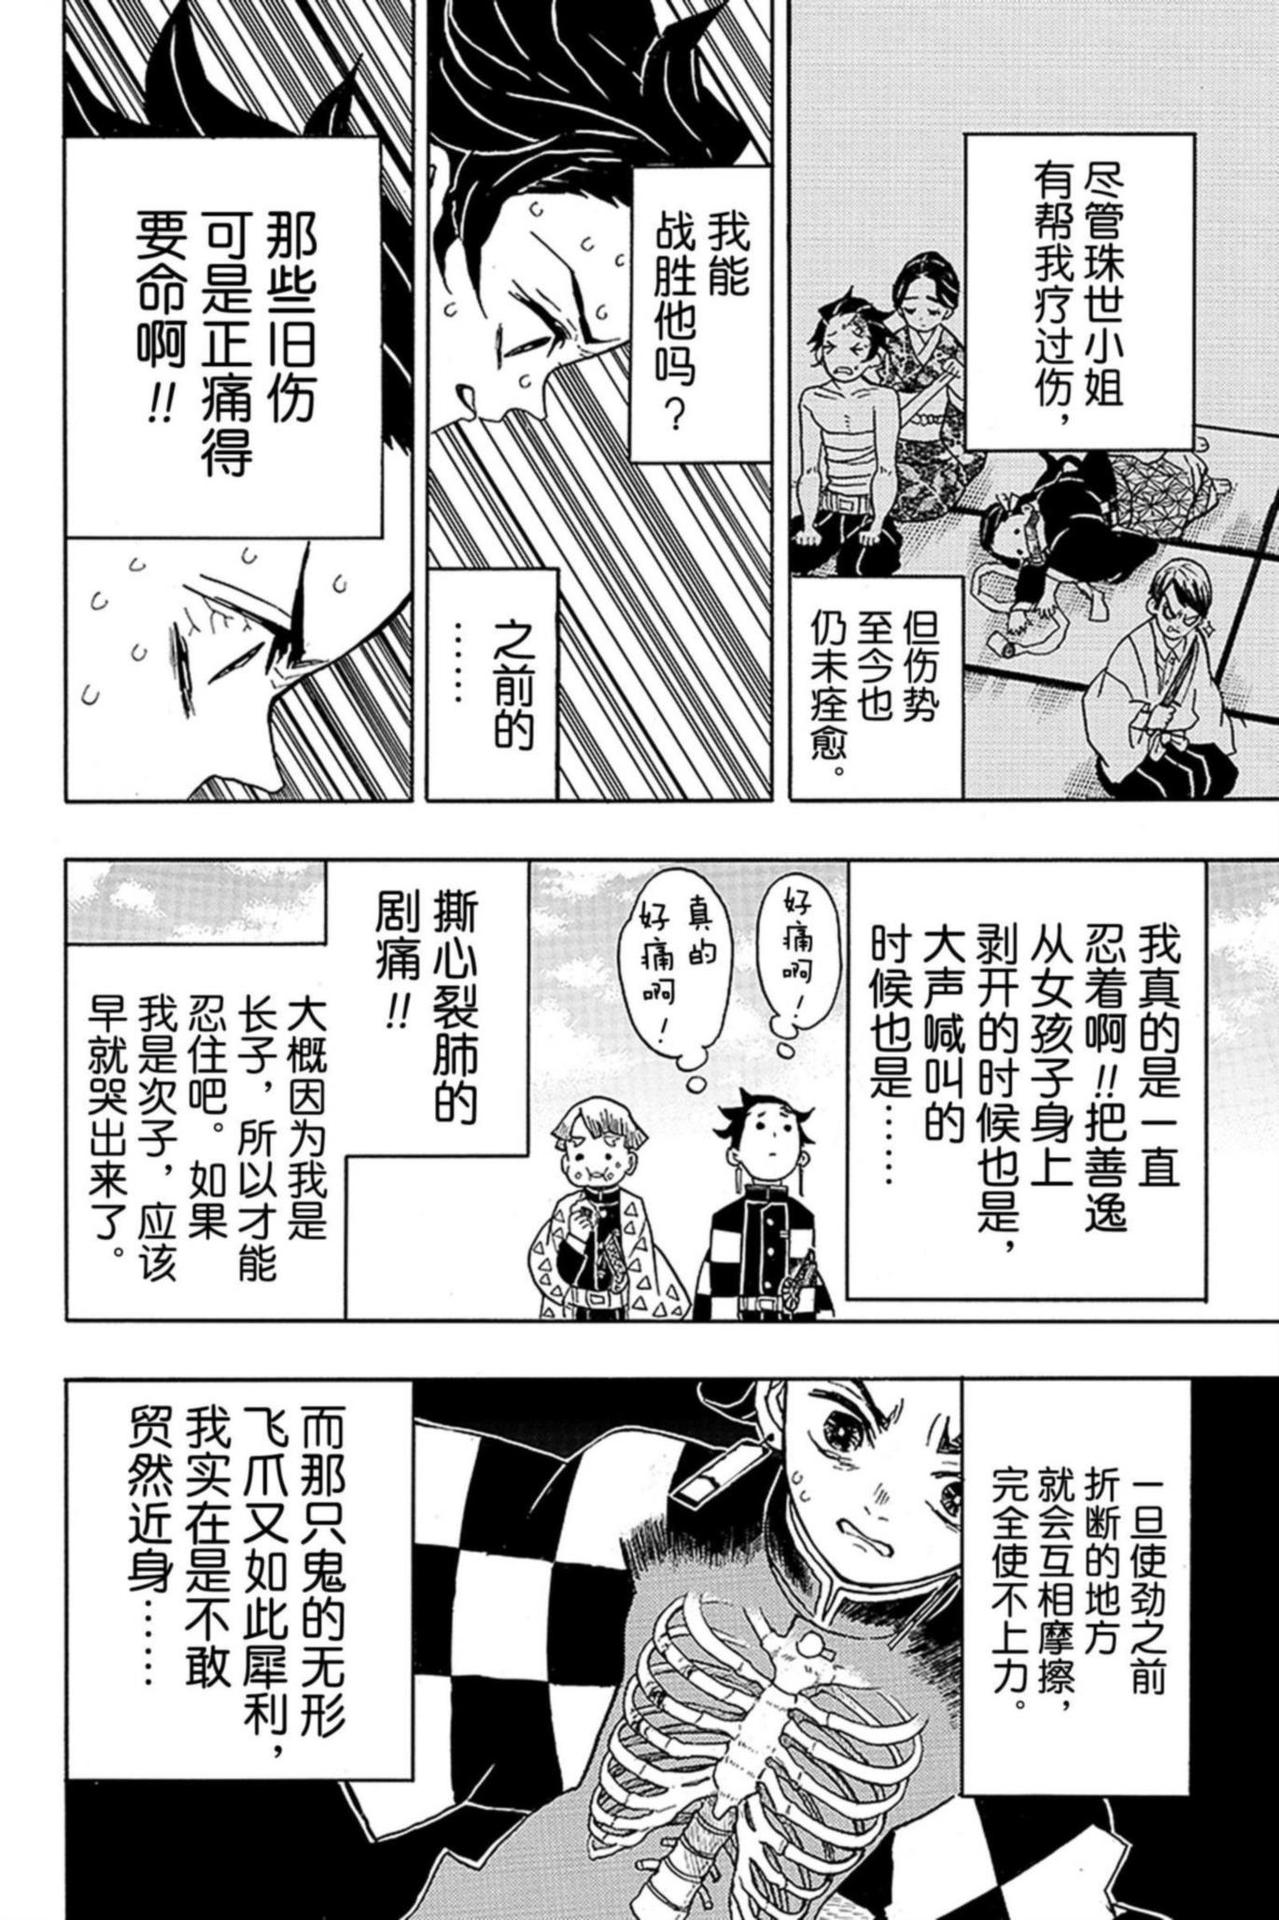 尽管珠世小姐
有帮我疗过伤，
但伤势
至今也
仍未痊愈。
我能
战胜他吗？
之前的
……
那些旧伤
可是正痛得
要命啊!!
我真的是一直
忍着啊!!把善逸
从女孩子身上
剥开的时候也是，
大声喊叫的
时候也是……
好痛啊！
真的
好痛啊！
撕心裂肺的
剧痛!!
大概因为我是
长子，所以才能
忍住吧。如果
我是次子，应该
早就哭出来了。
一旦使劲之前
折断的地方
就会互相摩擦，
完全使不上力。
而那只鬼的无形
飞爪又如此犀利，
我实在是不敢
贸然近身……